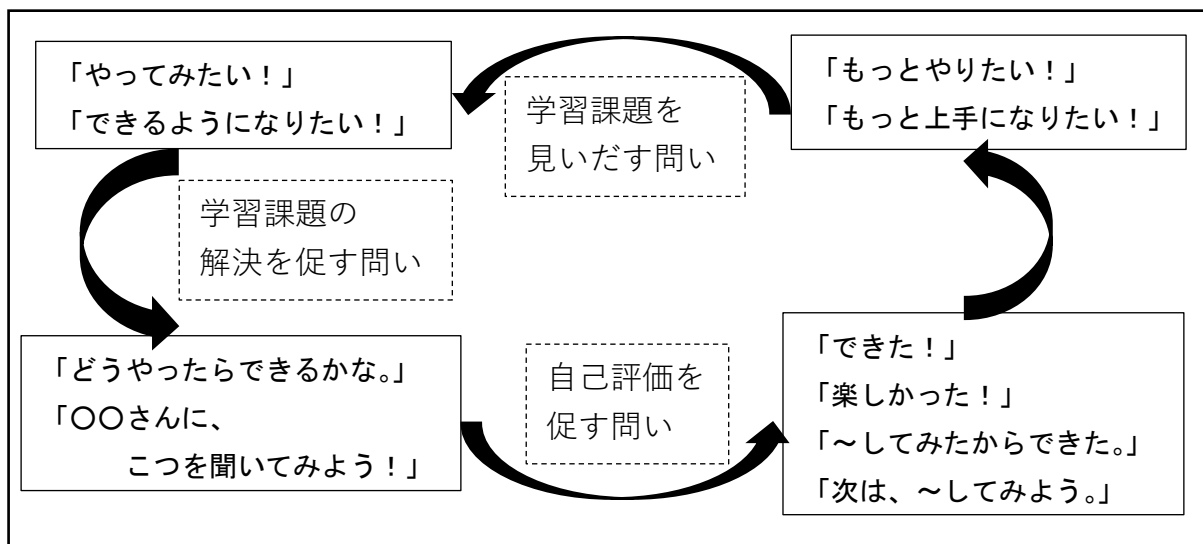 「やってみたい！」
「できるようになりたい！」
学習課題を
見いだす問い
「もっとやりたい！」
「もっと上手になりたい！」
学習課題の
解決を促す問い
「どうやったらできるかな。」
「〇〇さんに、
こつを聞いてみよう！」
自己評価を
促す問い
「できた！」
「楽しかった！」
「～してみたからできた。」
「次は、～してみよう。」